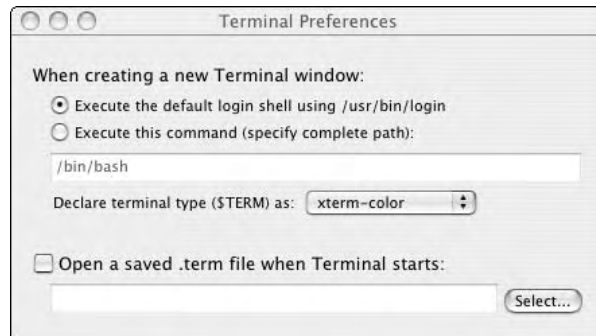 Terminal Preferences
When creating a new Terminal window:
Execute the default login shell using /usr/bin/login
Execute this command (specify complete path):
/bin/bash
Declare terminal type ($TERM) as: xterm-color
Open a saved .term file when Terminal starts:
Select...